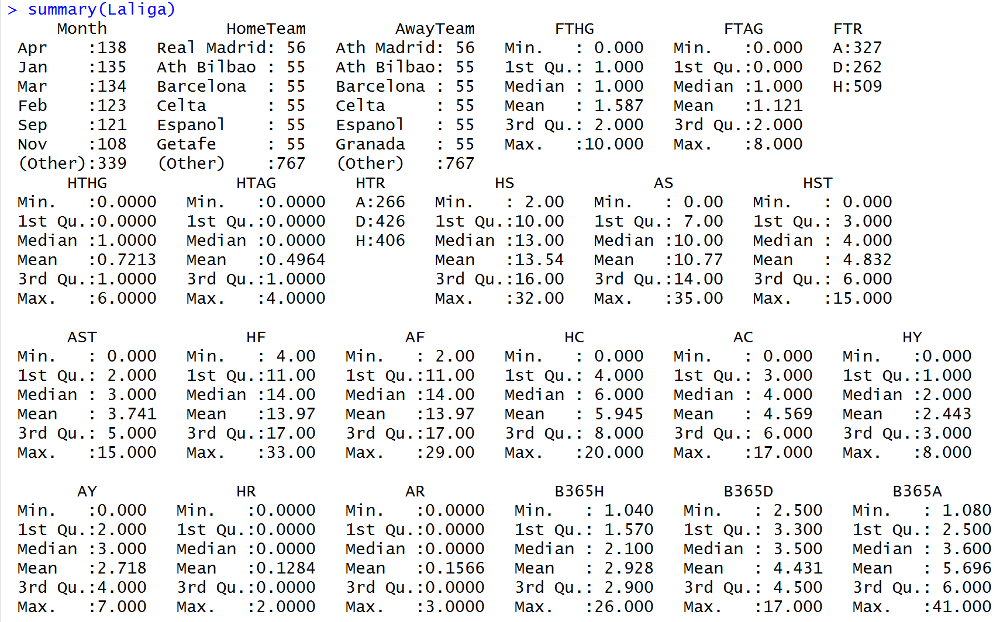 > summary(Laliga)
     Month            HomeTeam         AwayTeam        FTHG             FTAG       FTR
 Apr    :138   Real Madrid: 56   Ath Madrid: 56   Min.   : 0.000   Min.   :0.000   A:327
 Jan    :135   Ath Bilbao : 55   Ath Bilbao: 55   1st Qu.: 1.000   1st Qu.:0.000   D:262
 Mar    :134   Barcelona  : 55   Barcelona : 55   Median : 1.000   Median :1.000   H:509
 Feb    :123   Celta      : 55   Celta     : 55   Mean   : 1.587   Mean   :1.121
 Sep    :121   Espanol    : 55   Espanol   : 55   3rd Qu.: 2.000   3rd Qu.:2.000
 Nov    :108   Getafe     : 55   Granada   : 55   Max.   :10.000   Max.   :8.000
 (Other):339   (Other)    :767   (Other)   :767
      HTHG             HTAG        HTR           HS              AS             HST
 Min.   :0.0000   Min.   :0.0000   A:266   Min.   : 2.00   Min.   : 0.00   Min.   : 0.000
 1st Qu.:0.0000   1st Qu.:0.0000   D:426   1st Qu.:10.00   1st Qu.: 7.00   1st Qu.: 3.000
 Median :1.0000   Median :0.0000   H:406   Median :13.00   Median :10.00   Median : 4.000
 Mean   :0.7213   Mean   :0.4964           Mean   :13.54   Mean   :10.77   Mean   : 4.832
 3rd Qu.:1.0000   3rd Qu.:1.0000           3rd Qu.:16.00   3rd Qu.:14.00   3rd Qu.: 6.000
 Max.   :6.0000   Max.   :4.0000           Max.   :32.00   Max.   :35.00   Max.   :15.000
      AST               HF              AF              HC               AC               HY
 Min.   : 0.000   Min.   : 4.00   Min.   : 2.00   Min.   : 0.000   Min.   : 0.000   Min.   :0.000
 1st Qu.: 2.000   1st Qu.:11.00   1st Qu.:11.00   1st Qu.: 4.000   1st Qu.: 3.000   1st Qu.:1.000
 Median : 3.000   Median :14.00   Median :14.00   Median : 6.000   Median : 4.000   Median :2.000
 Mean   : 3.741   Mean   :13.97   Mean   :13.97   Mean   : 5.945   Mean   : 4.569   Mean   :2.443
 3rd Qu.: 5.000   3rd Qu.:17.00   3rd Qu.:17.00   3rd Qu.: 8.000   3rd Qu.: 6.000   3rd Qu.:3.000
 Max.   :15.000   Max.   :33.00   Max.   :29.00   Max.   :20.000   Max.   :17.000   Max.   :8.000
       AY              HR               AR              B365H            B365D            B365A
 Min.   :0.000   Min.   :0.0000   Min.   :0.0000   Min.   : 1.040   Min.   : 2.500   Min.   : 1.080
 1st Qu.:2.000   1st Qu.:0.0000   1st Qu.:0.0000   1st Qu.: 1.570   1st Qu.: 3.300   1st Qu.: 2.500
 Median :3.000   Median :0.0000   Median :0.0000   Median : 2.100   Median : 3.500   Median : 3.600
 Mean   :2.718   Mean   :0.1284   Mean   :0.1566   Mean   : 2.928   Mean   : 4.431   Mean   : 5.696
 3rd Qu.:4.000   3rd Qu.:0.0000   3rd Qu.:0.0000   3rd Qu.: 2.900   3rd Qu.: 4.500   3rd Qu.: 6.000
 Max.   :7.000   Max.   :2.0000   Max.   :3.0000   Max.   :26.000   Max.   :17.000   Max.   :41.000